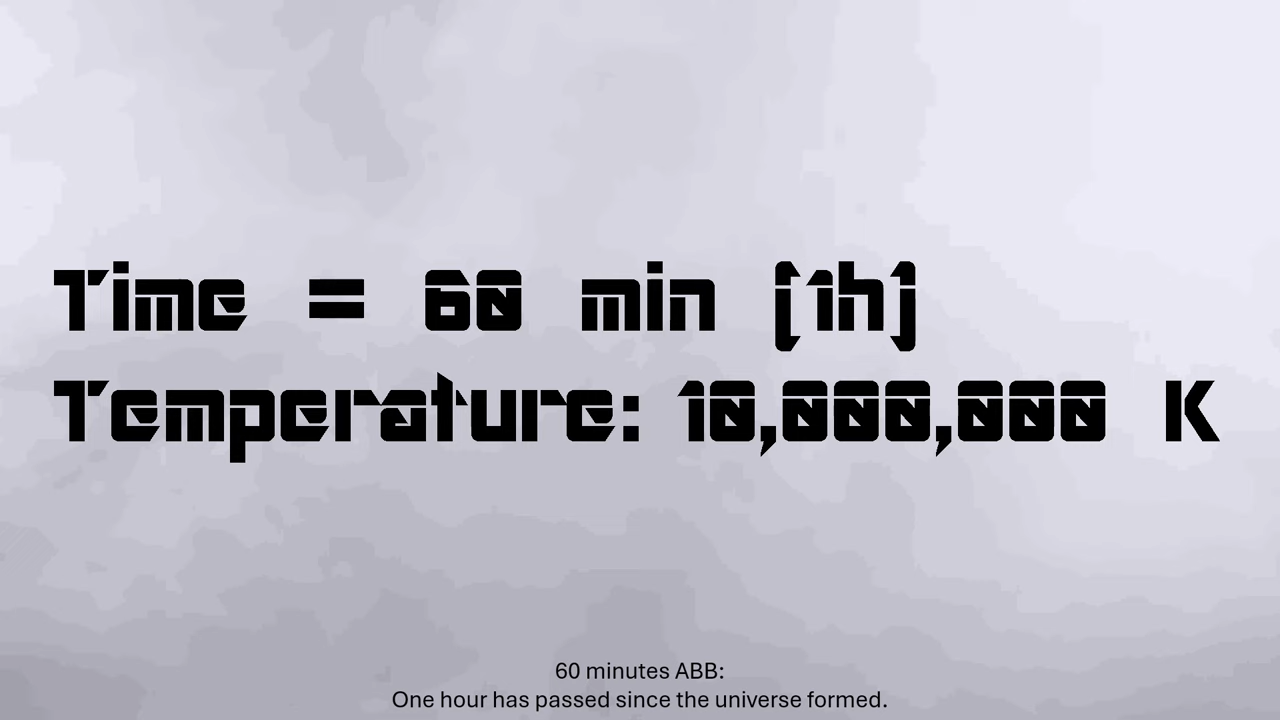 Time = 60 min (1h)
Temperature: 10,000,000 K
60 minutes ABB:
One hour has passed since the universe formed.